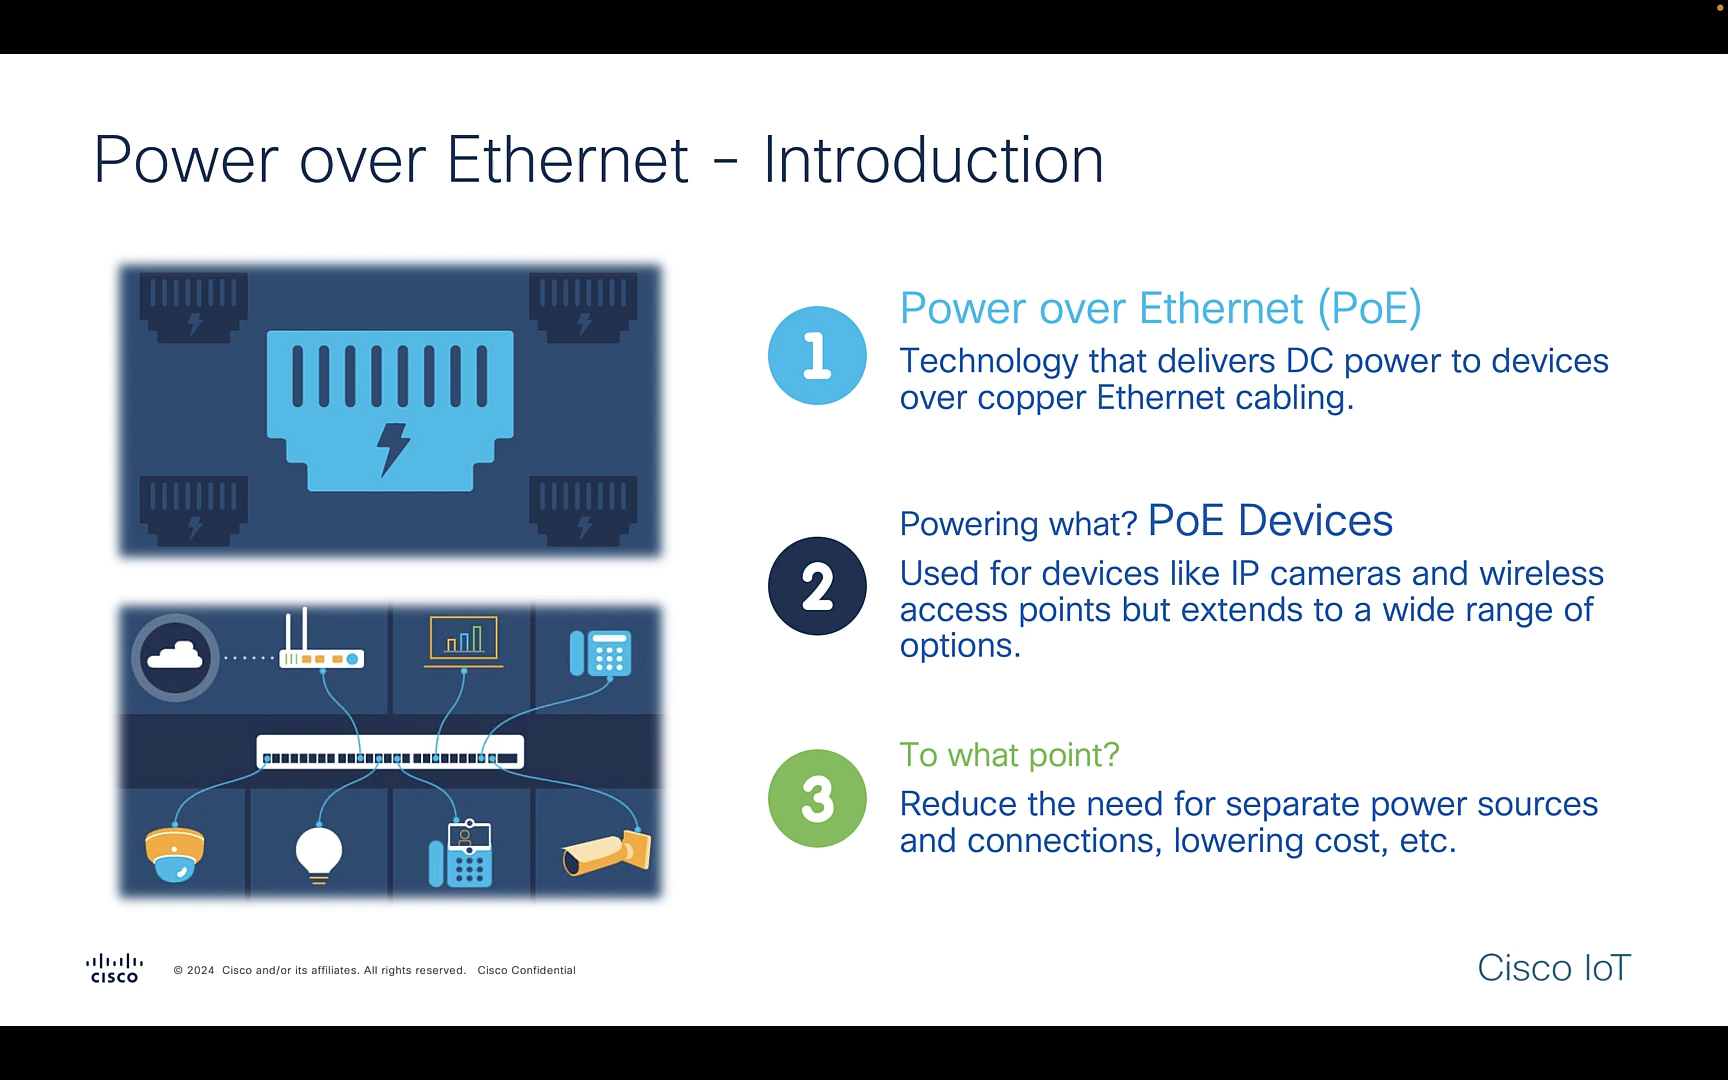 Power over Ethernet - Introduction
1
Power over Ethernet (PoE)
Technology that delivers DC power to devices
over copper Ethernet cabling.
2
Powering what? PoE Devices
Used for devices like IP cameras and wireless
access points but extends to a wide range of
options.
3
To what point?
Reduce the need for separate power sources
and connections, lowering cost, etc.
CISCO
© 2024 Cisco and/or its affiliates. All rights reserved. Cisco Confidential
Cisco IoT